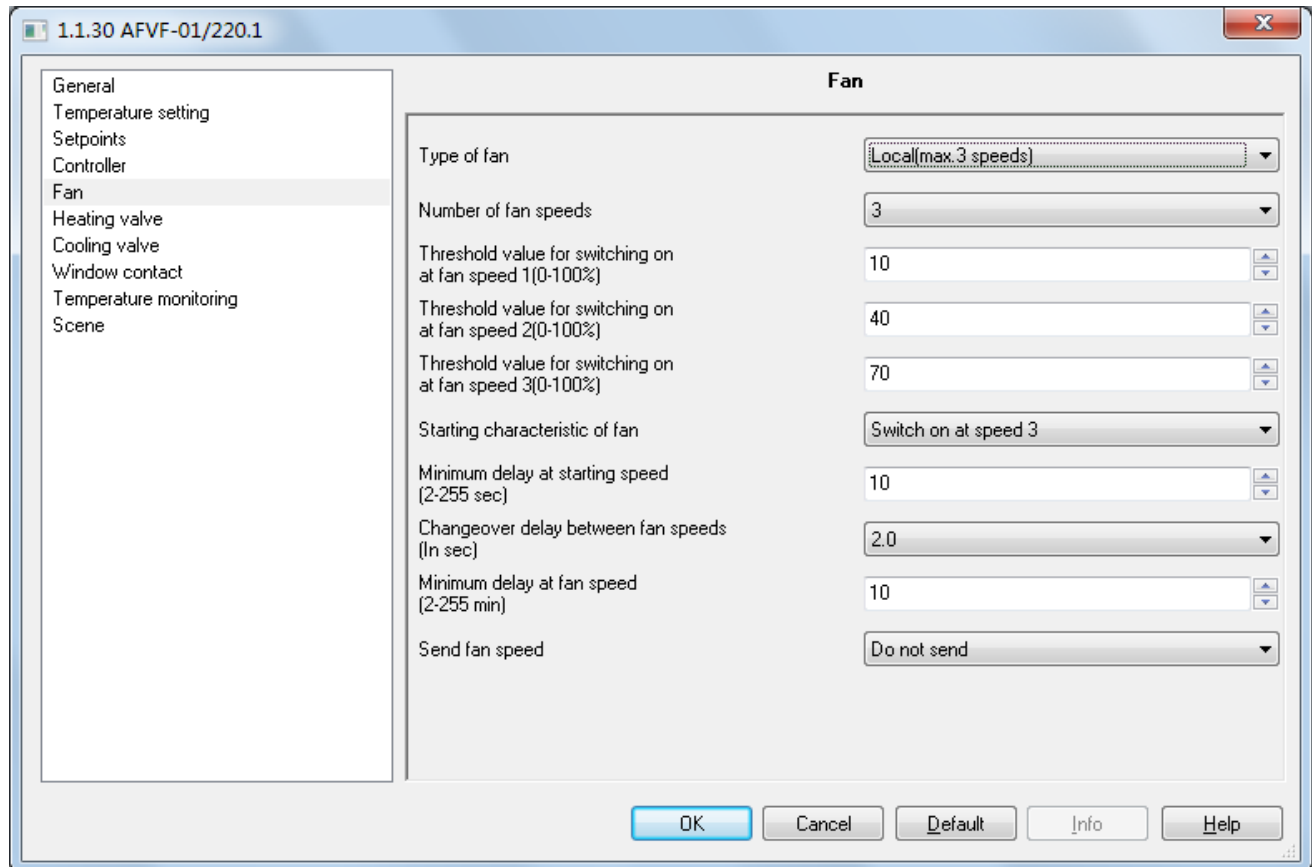 1.1.30 AFVF-01/220.1
General
Temperature setting
Setpoints
Controller
Fan
Heating valve
Cooling valve
Window contact
Temperature monitoring
Scene
Fan
Type of fan
Local(max.3 speeds)
Number of fan speeds
3
Threshold value for switching on
at fan speed 1(0-100%)
10
Threshold value for switching on
at fan speed 2(0-100%)
40
Threshold value for switching on
at fan speed 3(0-100%)
70
Starting characteristic of fan
Switch on at speed 3
Minimum delay at starting speed
(2-255 sec)
10
Changeover delay between fan speeds
(In sec)
2.0
Minimum delay at fan speed
(2-255 min)
10
Send fan speed
Do not send
OK Cancel Default Info Help